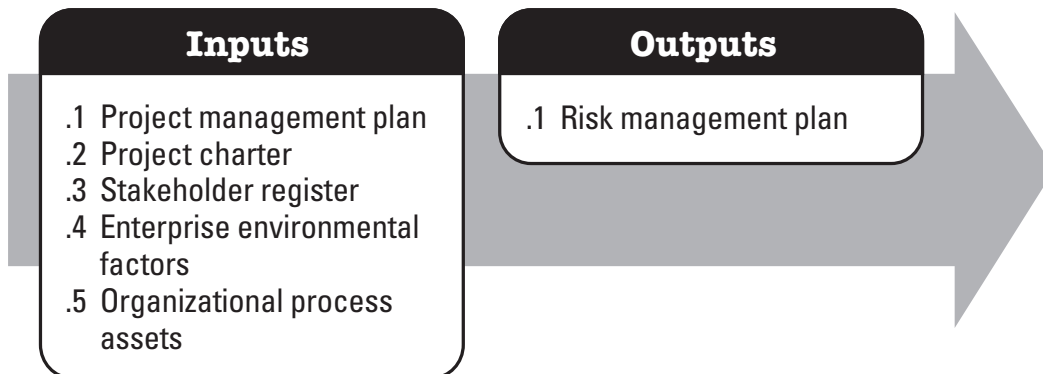 Inputs
.1 Project management plan
.2 Project charter
.3 Stakeholder register
.4 Enterprise environmental
factors
.5 Organizational process
assets
Outputs
.1 Risk management plan